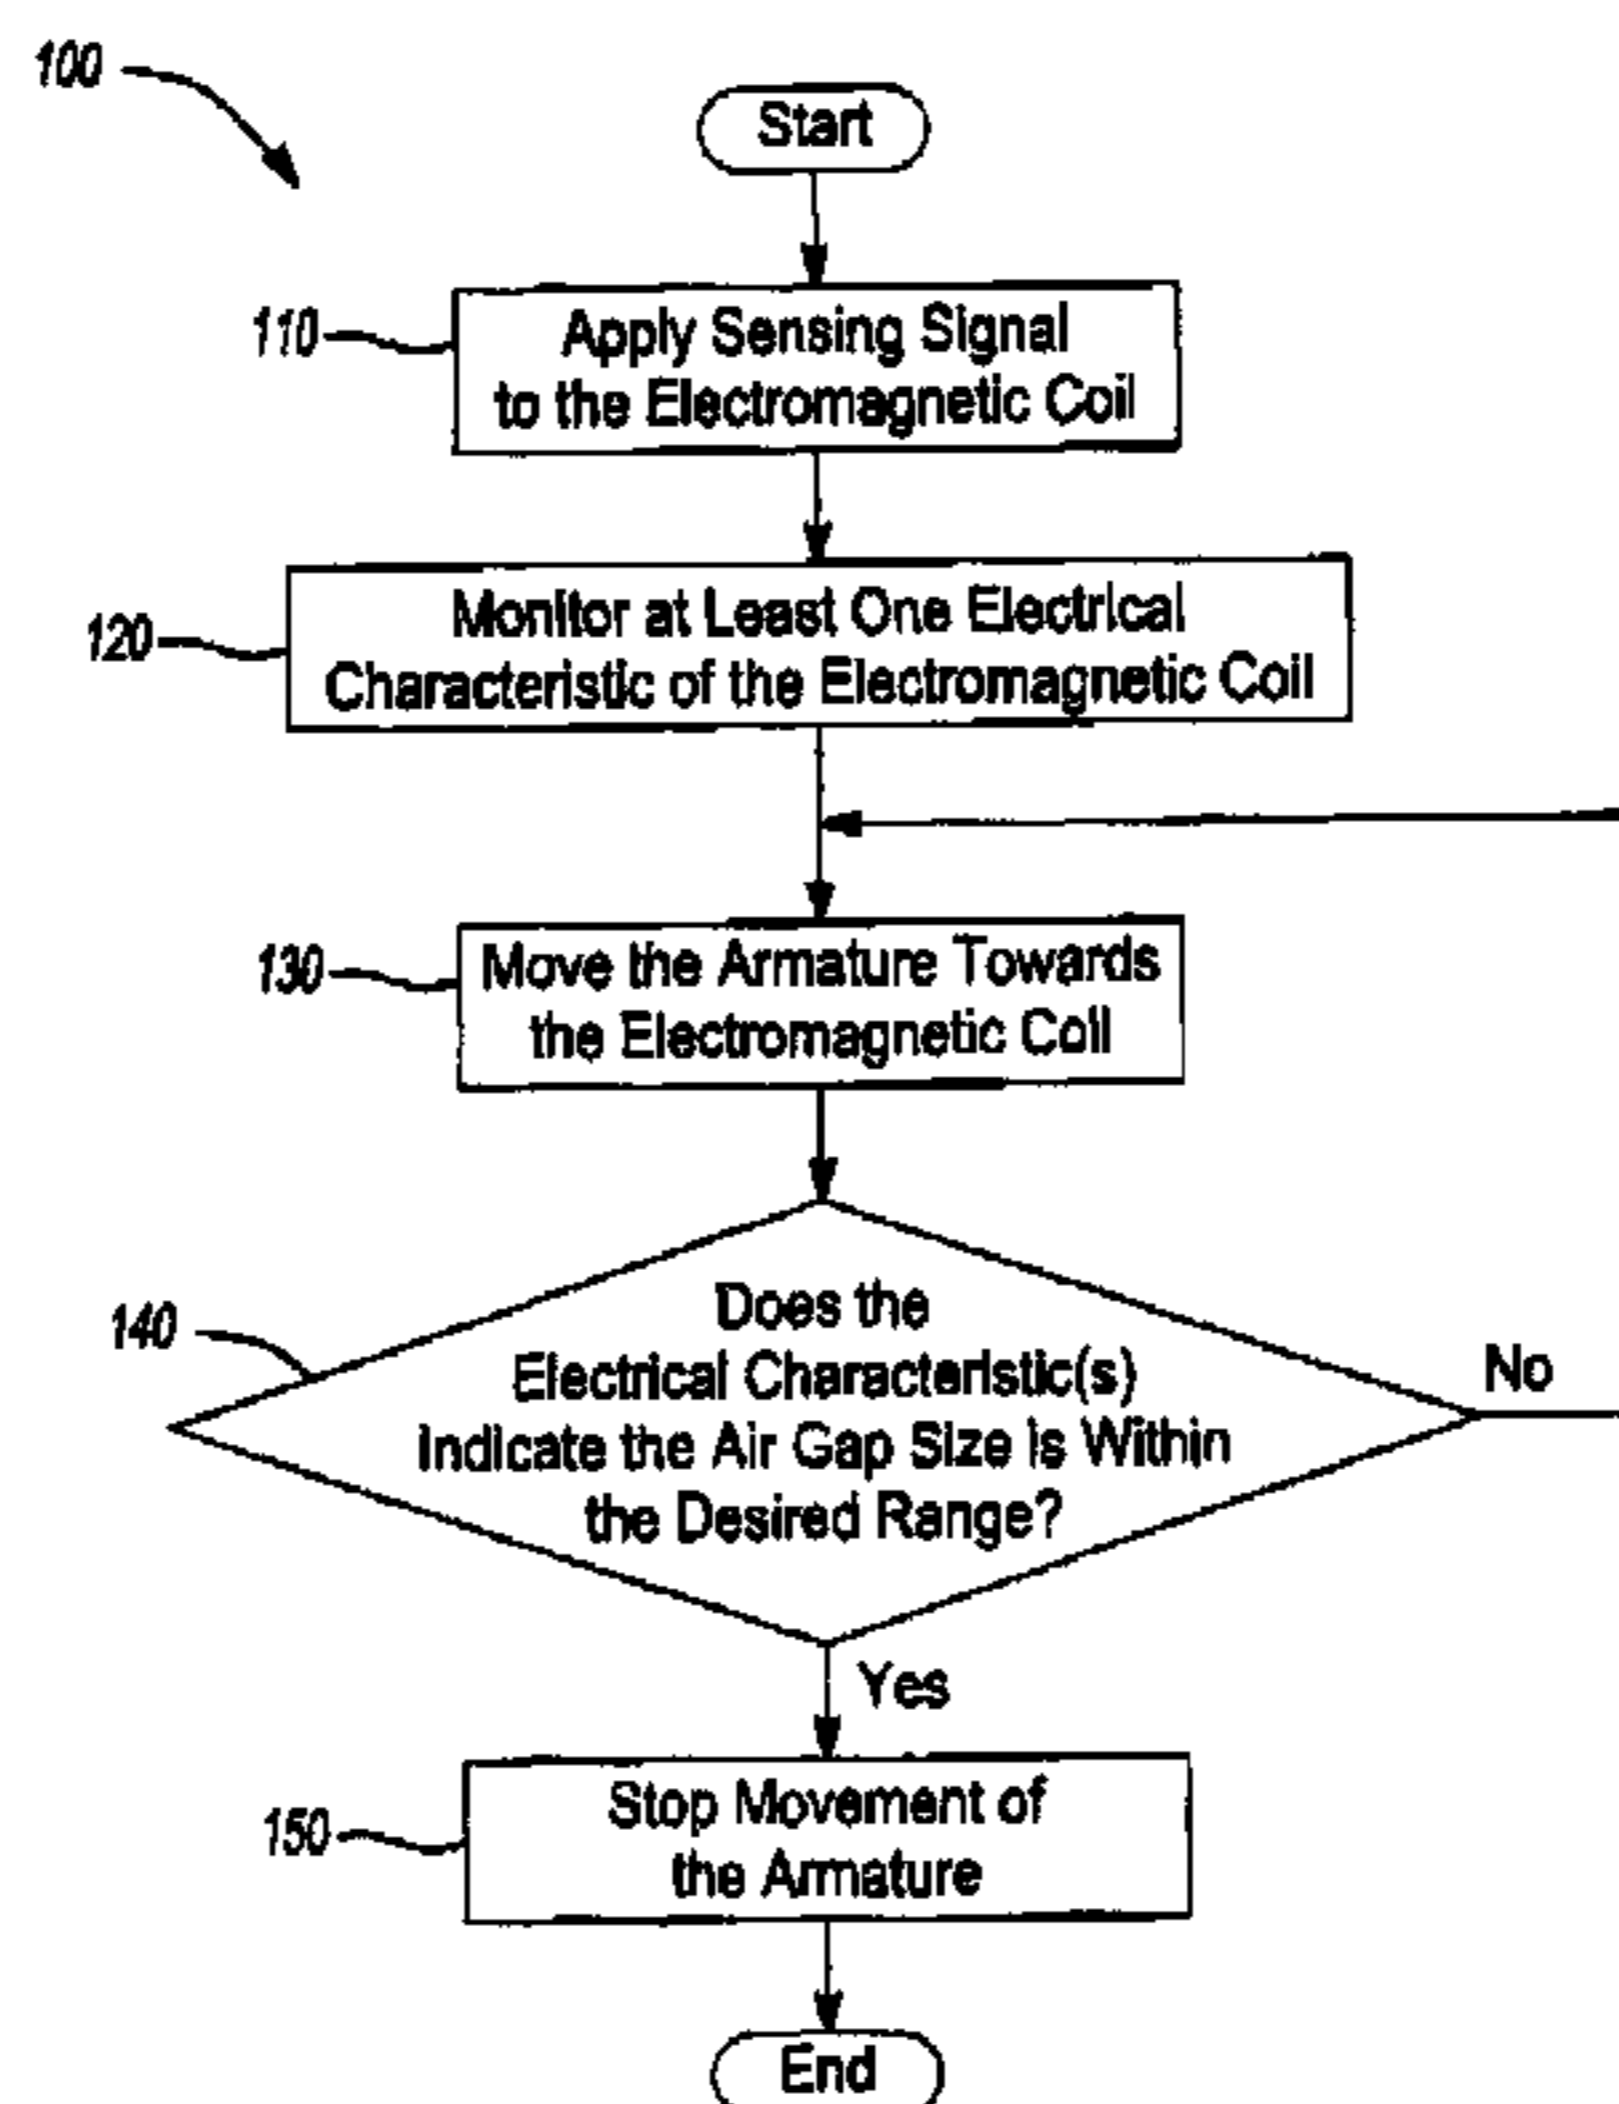 100
Start
110
Apply Sensing Signal
to the Electromagnetic Coil
120
Monitor at Least One Electrical
Characteristic of the Electromagnetic Coil
130
Move the Armature Towards
the Electromagnetic Coil
140
Does the
Electrical Characteristic(s)
Indicate the Air Gap Size Is Within
the Desired Range?
No
Yes
150
Stop Movement of
the Armature
End